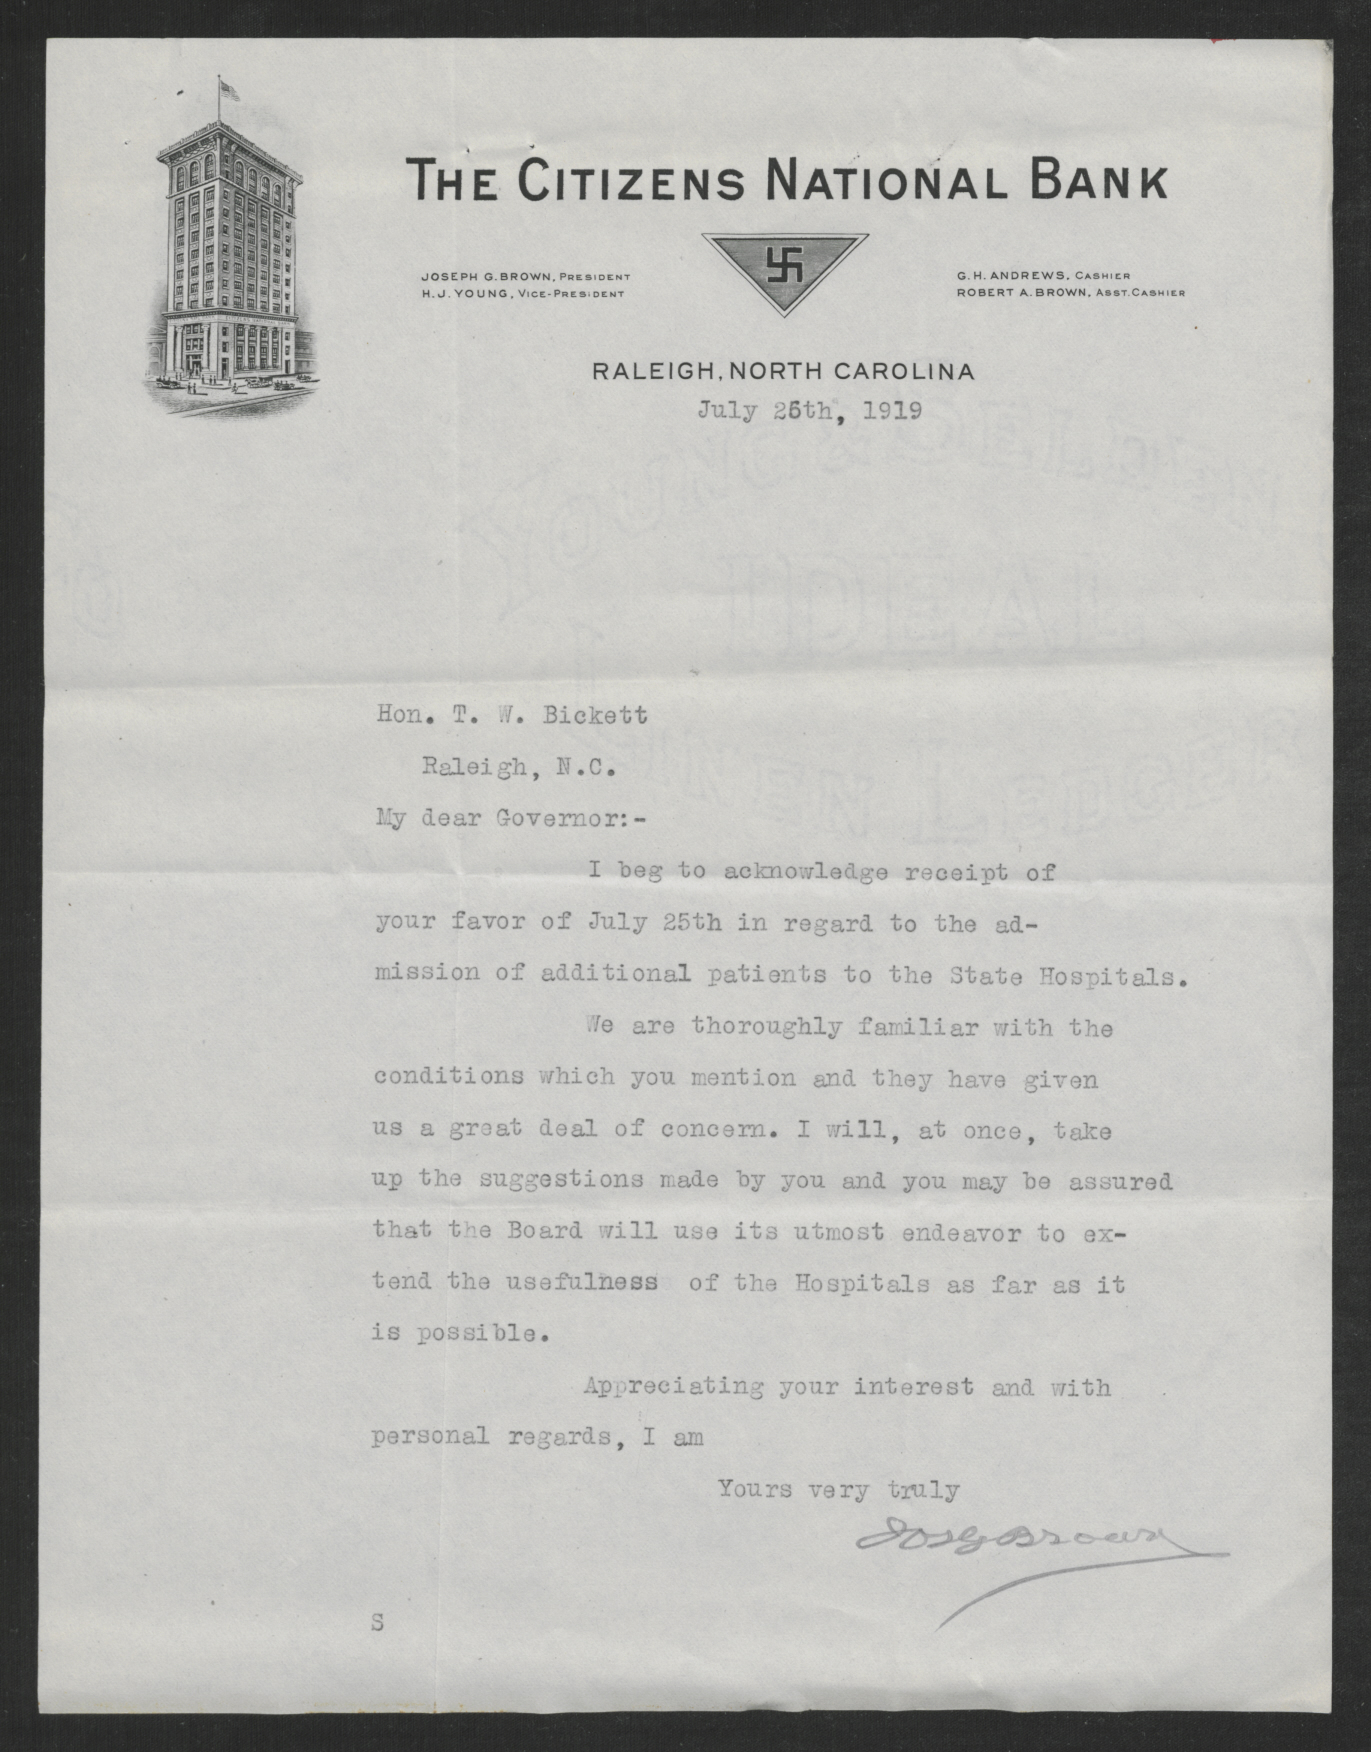 THE CITIZENS NATIONAL BANK
JOSEPH G. BROWN, PRESIDENT
H. J. YOUNG, VICE-PRESIDENT
G. H. ANDREWS, CASHIER
ROBERT A. BROWN, ASST. CASHIER
RALEIGH, NORTH CAROLINA
July 26th, 1919
Hon. T. W. Bickett
Raleigh, N.C.
My dear Governor:-
I beg to acknowledge receipt of
your favor of July 25th in regard to the ad-
mission of additional patients to the State Hospitals.
We are thoroughly familiar with the
conditions which you mention and they have given
us a great deal of concern. I will, at once, take
up the suggestions made by you and you may be assured
that the Board will use its utmost endeavor to ex-
tend the usefulness of the Hospitals as far as it
is possible.
Appreciating your interest and with
personal regards, I am
Yours very truly
Jos G Brown
S